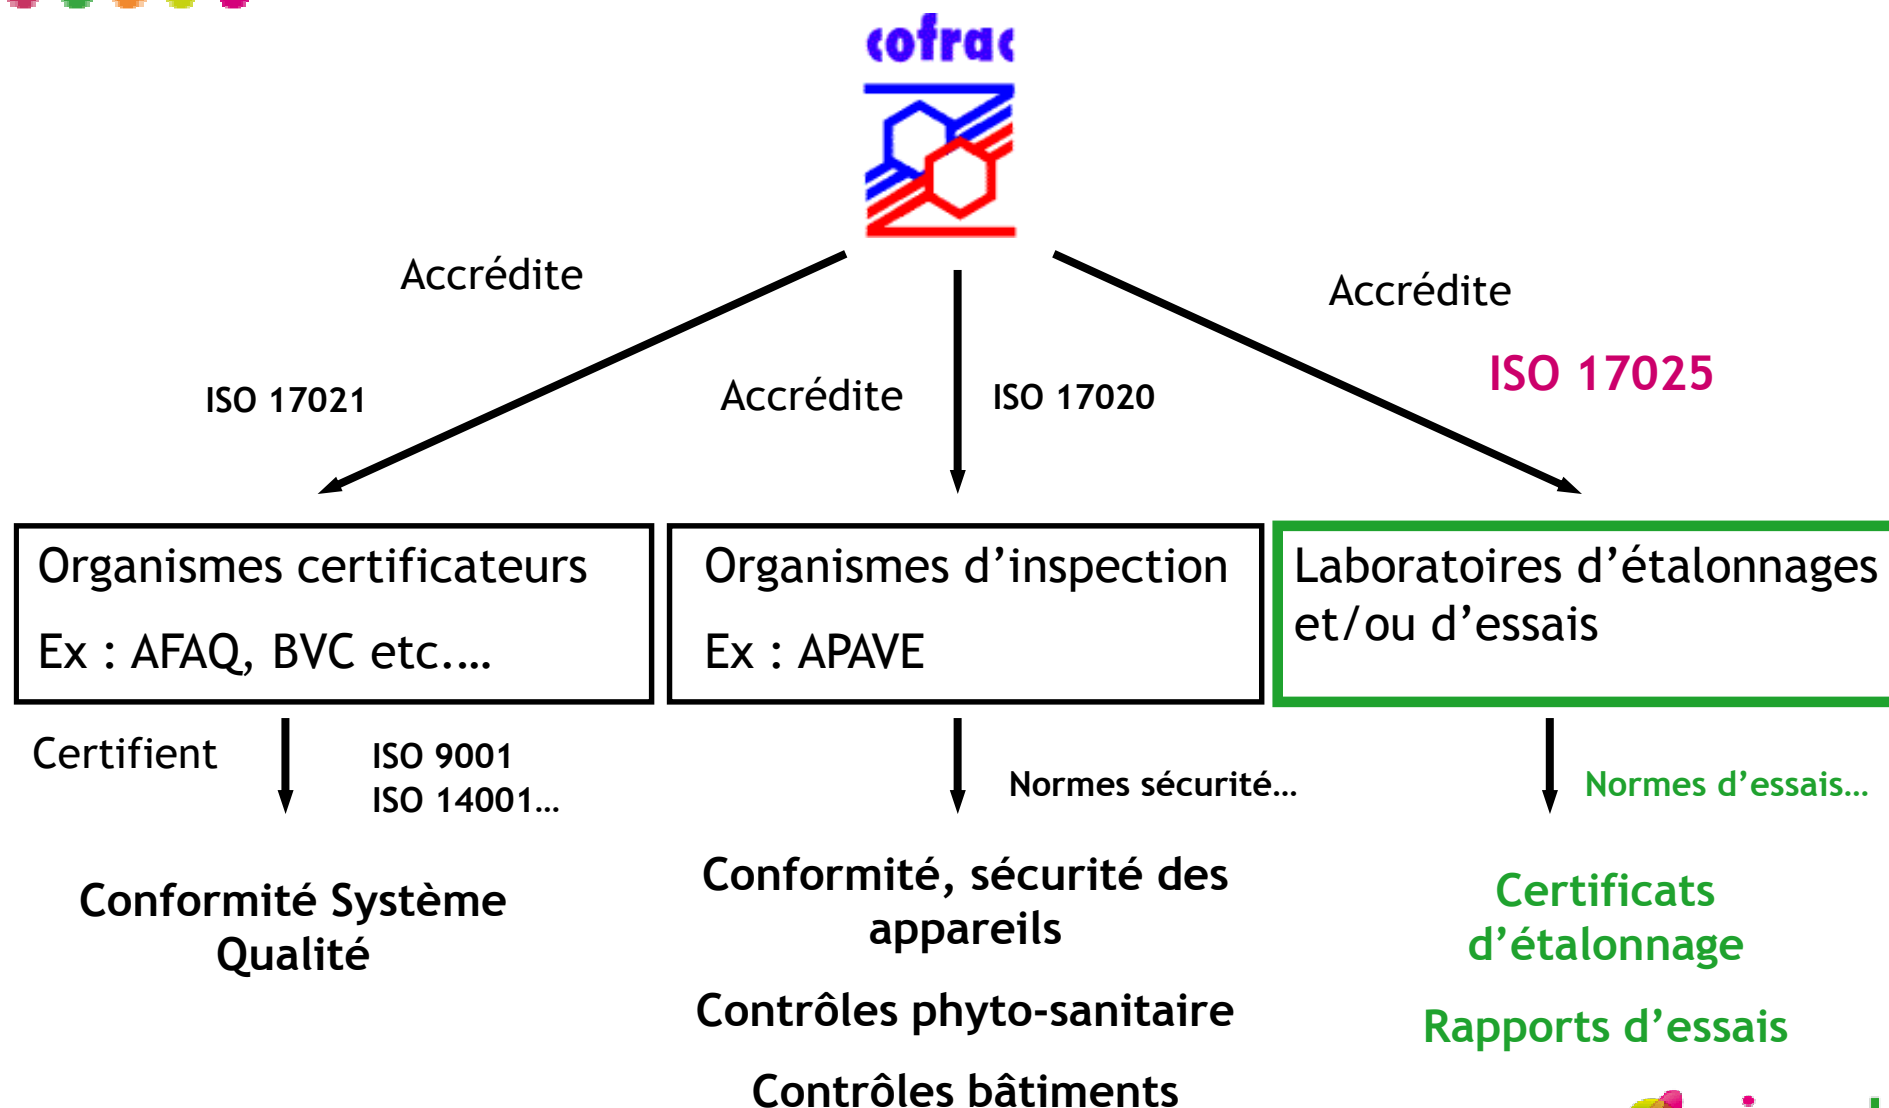 cofrac
Accrédite
Accrédite
ISO 17025
ISO 17021
Accrédite
ISO 17020
Organismes certificateurs
Ex : AFAQ, BVC etc.…
Organismes d’inspection
Ex : APAVE
Laboratoires d’étalonnages
et/ou d’essais
Certifient
ISO 9001
ISO 14001…
Normes sécurité…
Normes d’essais…
Conformité Système
Qualité
Conformité, sécurité des
appareils
Contrôles phyto-sanitaire
Contrôles bâtiments
Certificats
d’étalonnage
Rapports d’essais